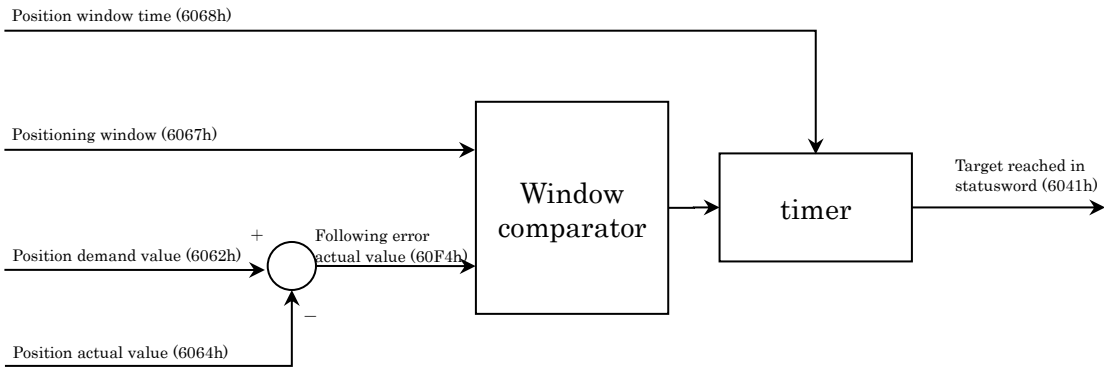 Position window time (6068h)
Positioning window (6067h)
Window
comparator
timer
Target reached in
statusword (6041h)
+
Following error
actual value (60F4h)
Position demand value (6062h)
−
Position actual value (6064h)